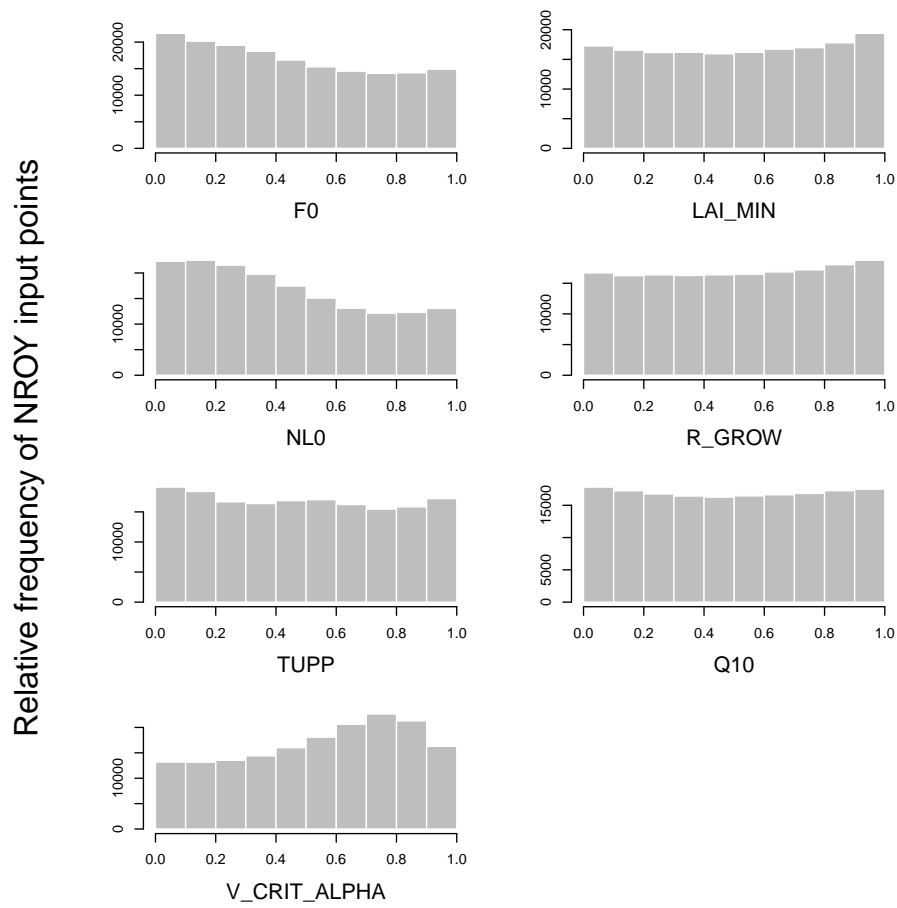 Relative frequency of NROY input points
0 10000 20000
0.0 0.2 0.4 0.6 0.8 1.0
F0
0 10000 20000
0.0 0.2 0.4 0.6 0.8 1.0
LAI_MIN
0 10000
0.0 0.2 0.4 0.6 0.8 1.0
NL0
0 10000
0.0 0.2 0.4 0.6 0.8 1.0
R_GROW
0 10000
0.0 0.2 0.4 0.6 0.8 1.0
TUPP
0 5000 15000
0.0 0.2 0.4 0.6 0.8 1.0
Q10
0 10000
0.0 0.2 0.4 0.6 0.8 1.0
V_CRIT_ALPHA